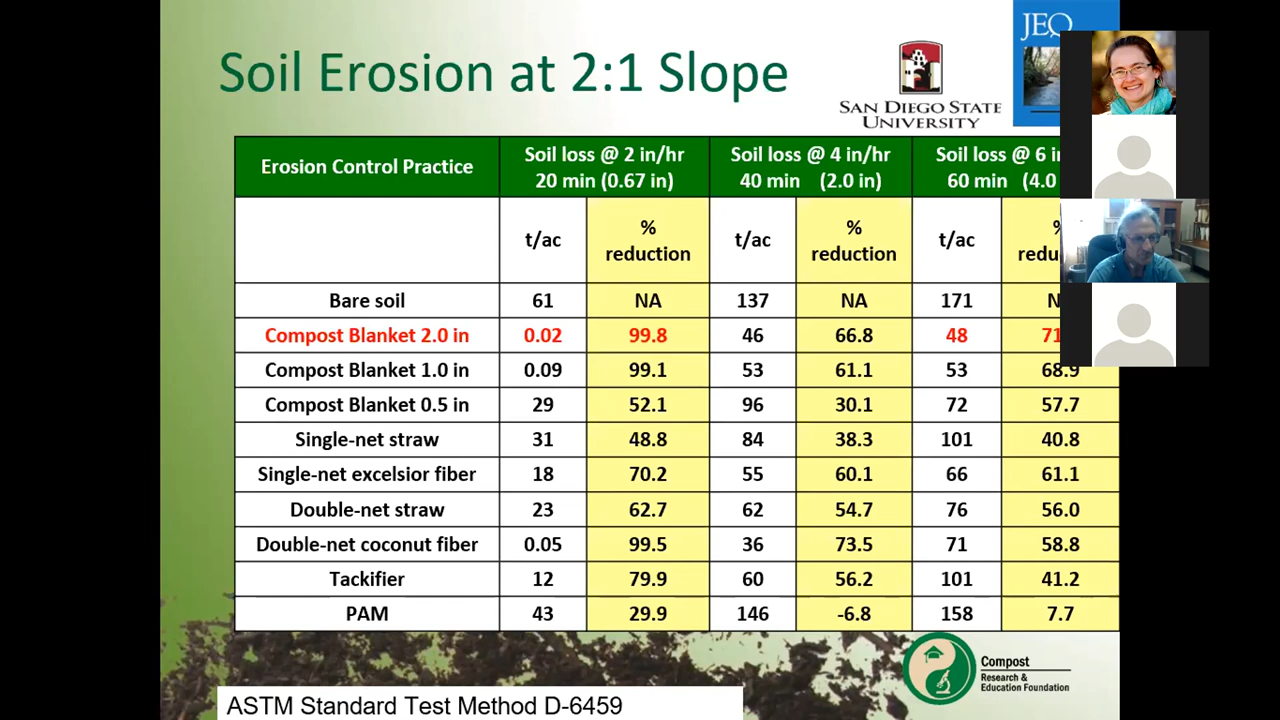 Soil Erosion at 2:1 Slope
SAN DIEGO STATE
UNIVERSITY
JEQ
Erosion Control Practice
Soil loss @ 2 in/hr
20 min (0.67 in)
Soil loss @ 4 in/hr
40 min (2.0 in)
Soil loss @ 6
60 min (4.0
t/ac
%
reduction
t/ac
%
reduction
t/ac
Bare soil 61 NA 137 NA 171
Compost Blanket 2.0 in 0.02 99.8 46 66.8 48 71
Compost Blanket 1.0 in 0.09 99.1 53 61.1 53 68.9
Compost Blanket 0.5 in 29 52.1 96 30.1 72 57.7
Single-net straw 31 48.8 84 38.3 101 40.8
Single-net excelsior fiber 18 70.2 55 60.1 66 61.1
Double-net straw 23 62.7 62 54.7 76 56.0
Double-net coconut fiber 0.05 99.5 36 73.5 71 58.8
Tackifier 12 79.9 60 56.2 101 41.2
PAM 43 29.9 146 -6.8 158 7.7
Compost
Research &
Education Foundation
ASTM Standard Test Method D-6459